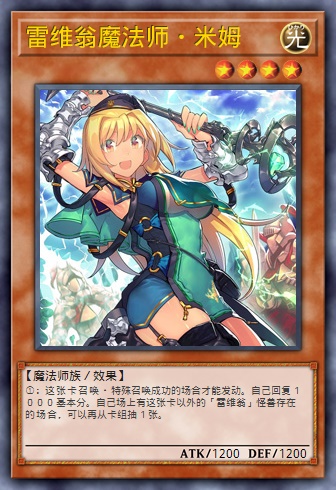 雷维翁魔法师·米姆
光
【魔法师族／效果】
①：这张卡召唤·特殊召唤成功的场合才能发动。自己回复1
０００基本分。自己场上有这张卡以外的「雷维翁」怪兽存在
的场合，可以再从卡组抽１张。
ATK/1200 DEF/1200